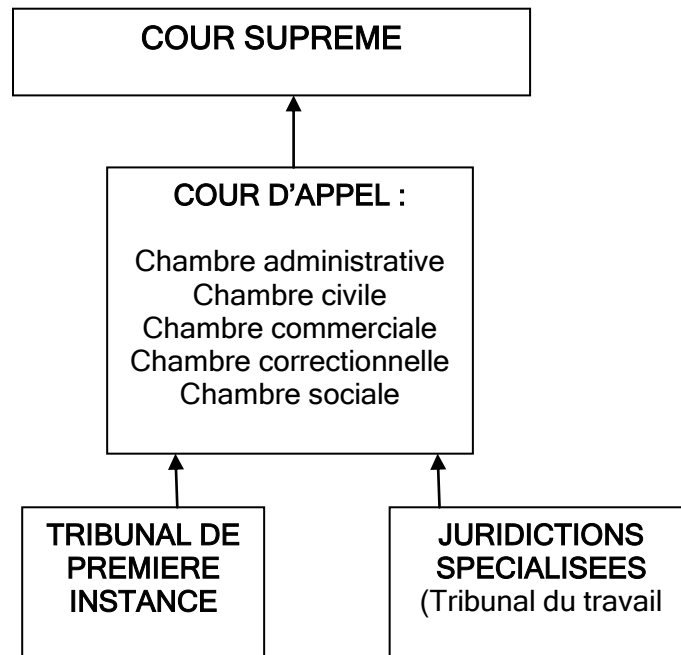 COUR SUPREME
COUR D’APPEL :
Chambre administrative
Chambre civile
Chambre commerciale
Chambre correctionnelle
Chambre sociale
TRIBUNAL DE
PREMIERE
INSTANCE
JURIDICTIONS
SPECIALISEES
(Tribunal du travail